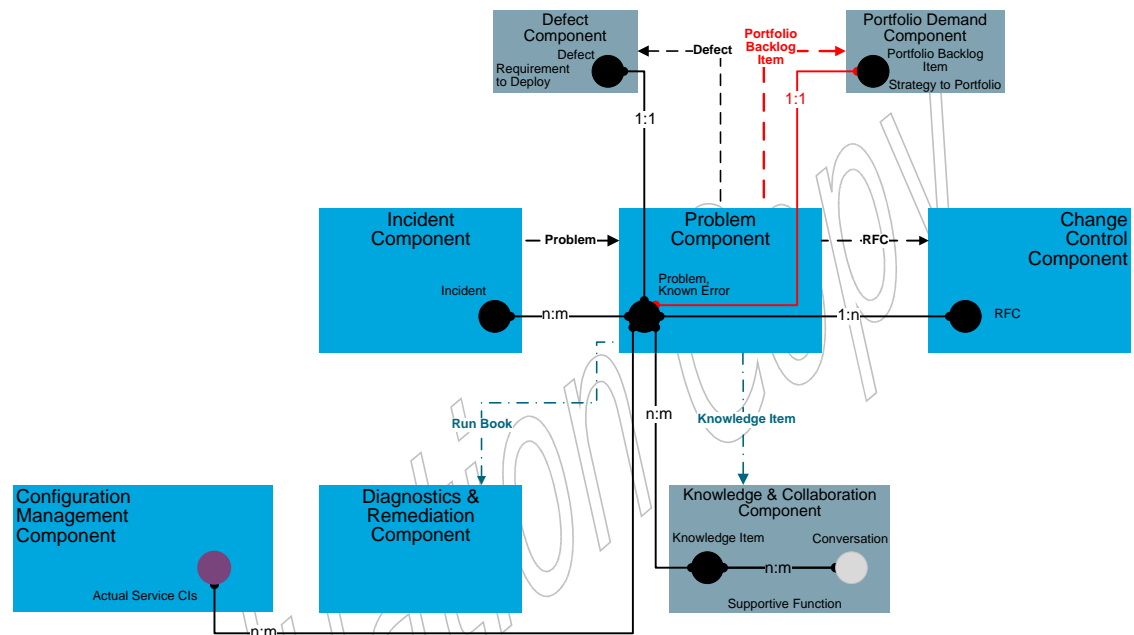 Defect
Component
Defect
Requirement
to Deploy
Defect
Portfolio
Backlog
Item
Portfolio Demand
Component
Portfolio Backlog
Item
Strategy to Portfolio
1:1
1:1
Incident
Component
Incident
Problem
Problem
Component
Problem,
Known Error
RFC
Change
Control
Component
RFC
n:m
1:n
Run Book
n:m
Knowledge Item
Configuration
Management
Component
Actual Service CIs
Diagnostics &
Remediation
Component
Knowledge & Collaboration
Component
Knowledge Item
Conversation
n:m
Supportive Function
n:m